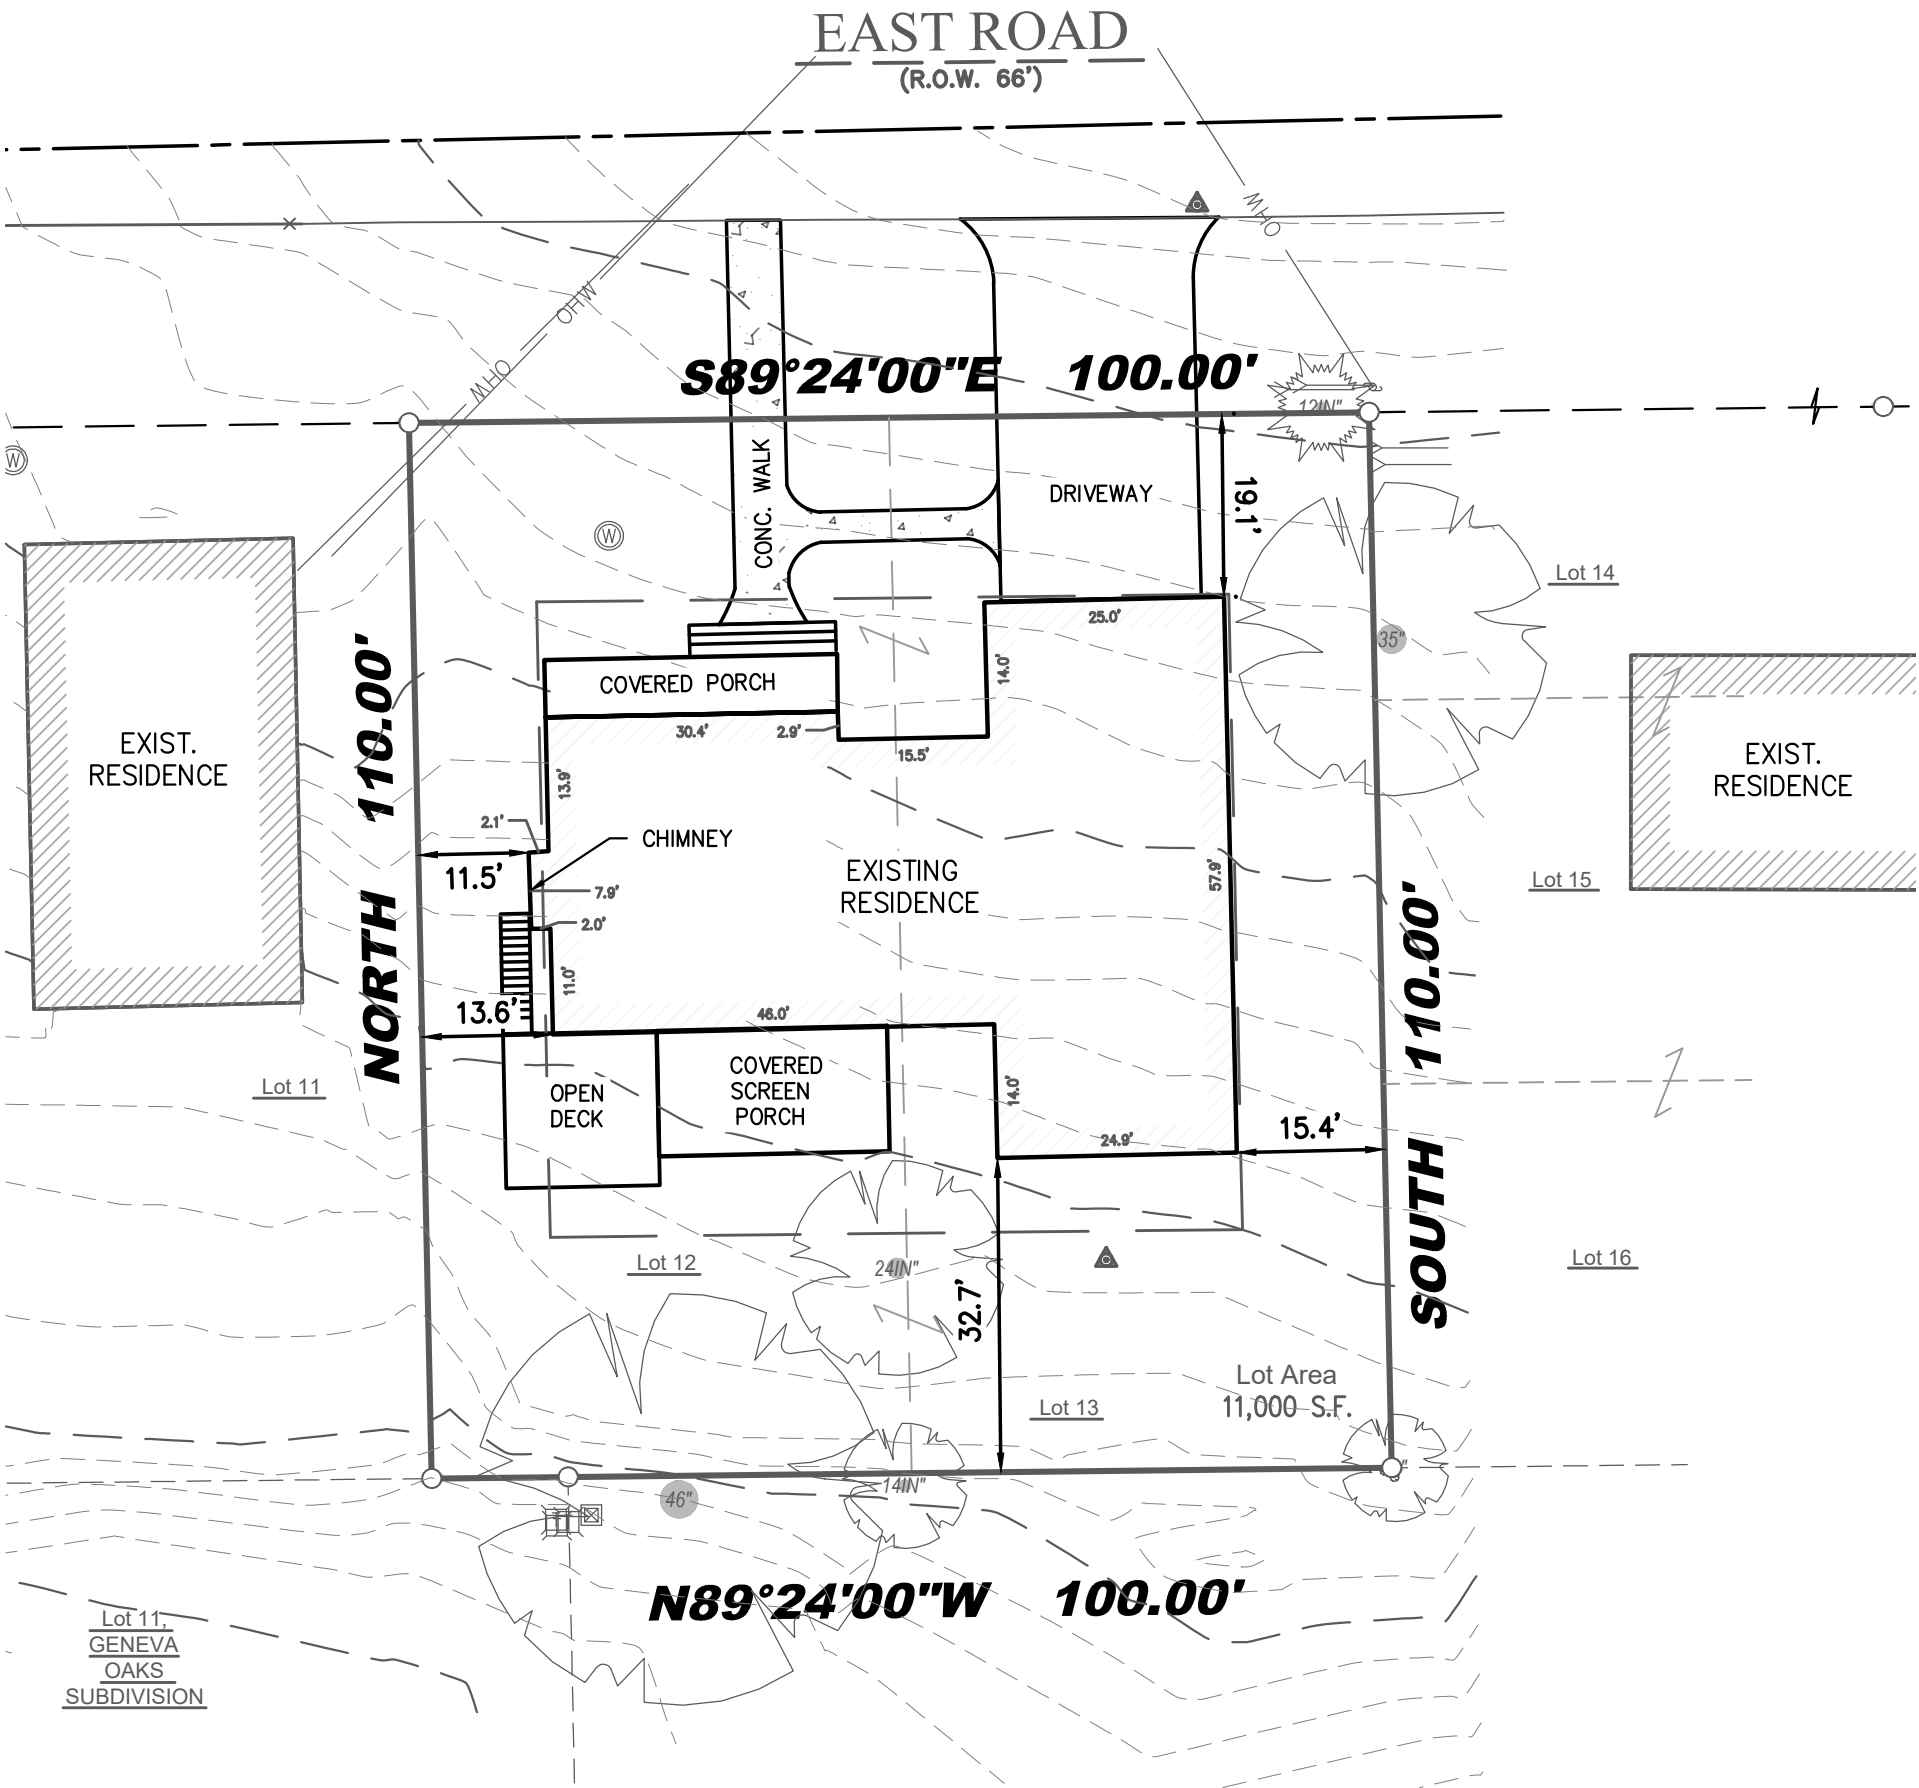 EAST ROAD
(R.O.W. 66')
OHW
OHW
OHW
S89°24'00"E 100.00'
12IN"
W
W
CONC. WALK
DRIVEWAY
19.1'
Lot 14
35"
25.0'
14.0'
COVERED PORCH
30.4'
2.9'
15.5'
NORTH 110.00'
EXIST.
RESIDENCE
EXIST.
RESIDENCE
13.9'
2.1'
CHIMNEY
11.5'
7.9'
2.0'
EXISTING
RESIDENCE
57.9'
Lot 15
11.0'
13.6'
46.0'
SOUTH 110.00'
Lot 11
OPEN
DECK
COVERED
SCREEN
PORCH
14.0'
24.9'
15.4'
Lot 12
24IN"
32.7'
Lot 16
Lot Area
11,000 S.F.
Lot 13
46"
14IN"
N89°24'00"W 100.00'
Lot 11,
GENEVA
OAKS
SUBDIVISION